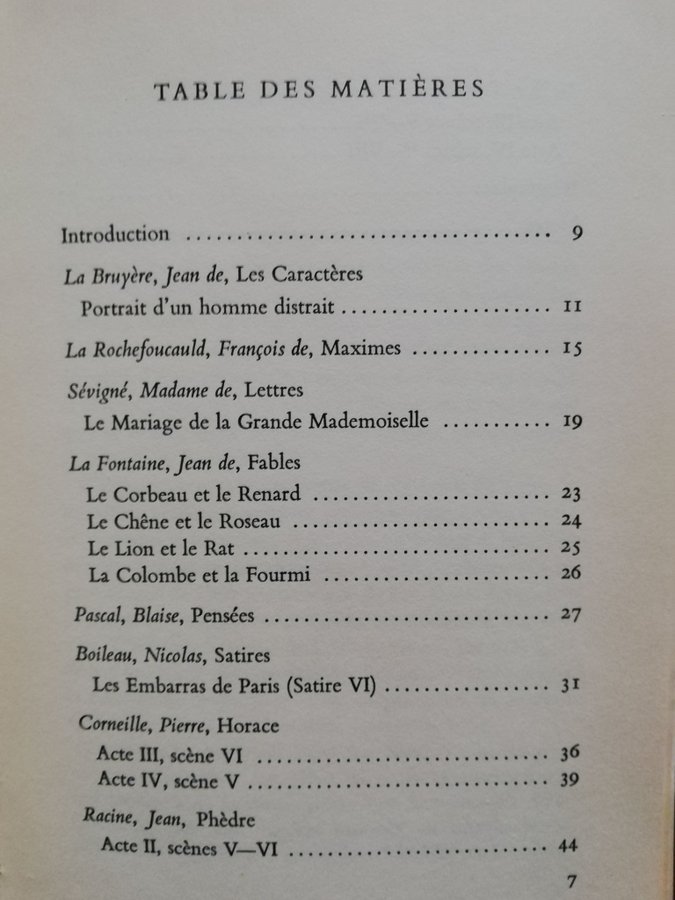 TABLE DES MATIÈRES
Introduction .................................... 9
La Bruyère, Jean de, Les Caractères
Portrait d'un homme distrait ..................... 11
La Rochefoucauld, François de, Maximes .............. 15
Sévigné, Madame de, Lettres
Le Mariage de la Grande Mademoiselle ........... 19
La Fontaine, Jean de, Fables
Le Corbeau et le Renard ........................ 23
Le Chêne et le Roseau .......................... 24
Le Lion et le Rat ............................... 25
La Colombe et la Fourmi ....................... 26
Pascal, Blaise, Pensées ............................. 27
Boileau, Nicolas, Satires
Les Embarras de Paris (Satire VI) ................. 31
Corneille, Pierre, Horace
Acte III, scène VI ............................. 36
Acte IV, scène V .............................. 39
Racine, Jean, Phèdre
Acte II, scènes V—VI .......................... 44
7